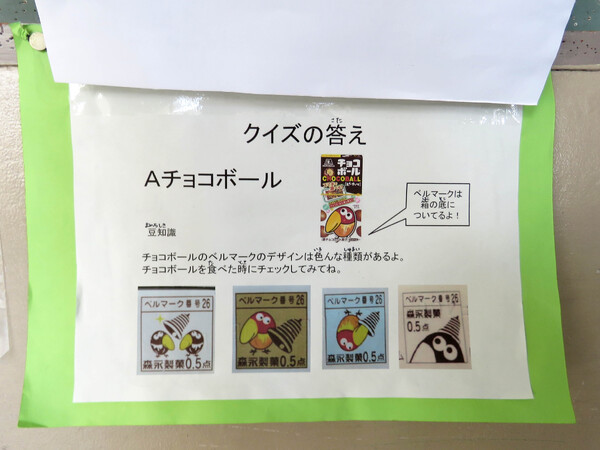 クイズの答え
こた
Aチョコボール
チョコ
ボール
CHOCOBALL
ベルマークは
箱の底に
ついてるよ！
豆知識
まめちしき
チョコボールのベルマークのデザインは色んな種類があるよ。
チョコボールを食べた時にチェックしてみてね。
ベルマーク番号26
森永製菓0.5点
ベルマーク番号26
森永製菓0.5点
ベルマーク番号26
森永製菓0.5点
ベルマーク番号26
森永製菓
0.5点